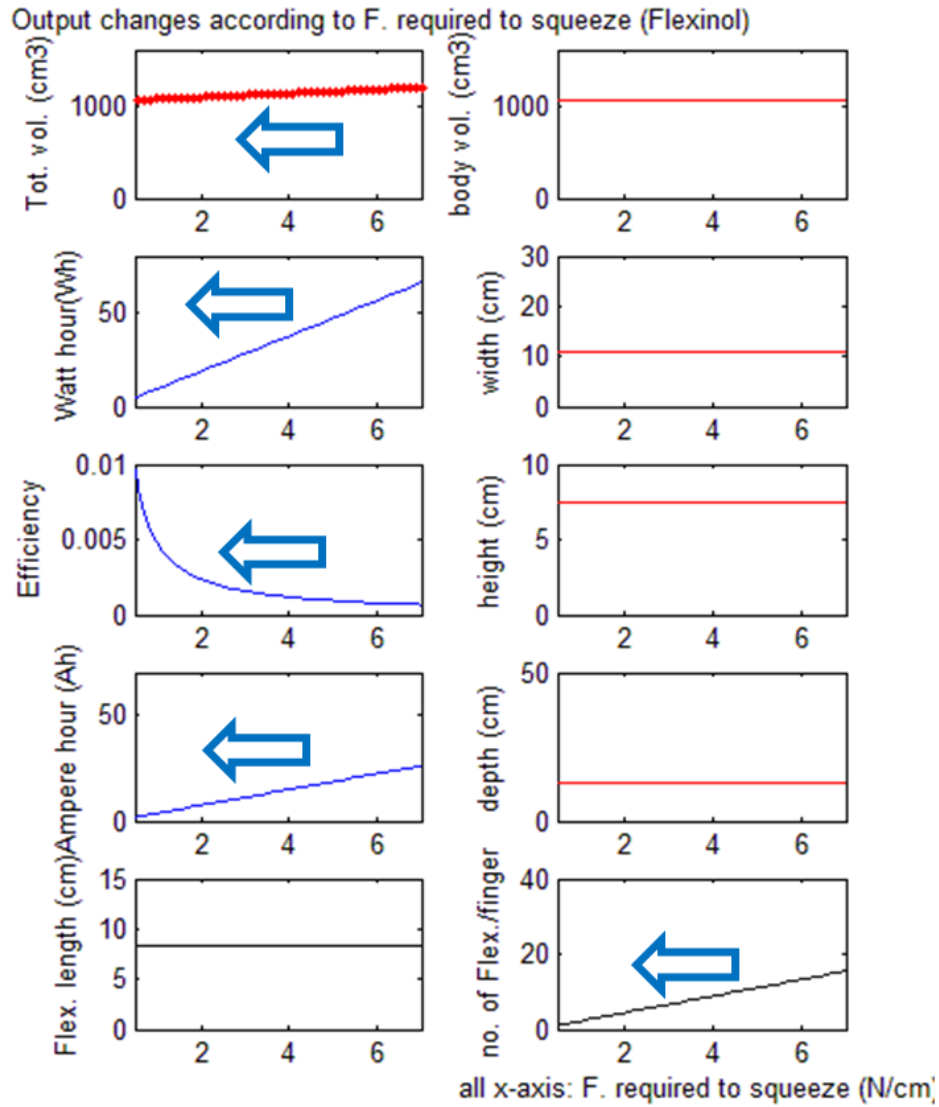 Output changes according to F. required to squeeze (Flexinol)
Tot. vol. (cm3)
1000
0
2 4 6
body vol. (cm3)
1000
0
2 4 6
Watt hour(Wh)
50
0
2 4 6
width (cm)
30
20
10
0
2 4 6
Efficiency
0.01
0.005
0
2 4 6
height (cm)
10
5
0
2 4 6
Ampere hour (Ah)
50
0
2 4 6
depth (cm)
50
0
2 4 6
Flex. length (cm)
15
10
5
0
2 4 6
no. of Flex./finger
40
20
0
2 4 6
all x-axis: F. required to squeeze (N/cm)